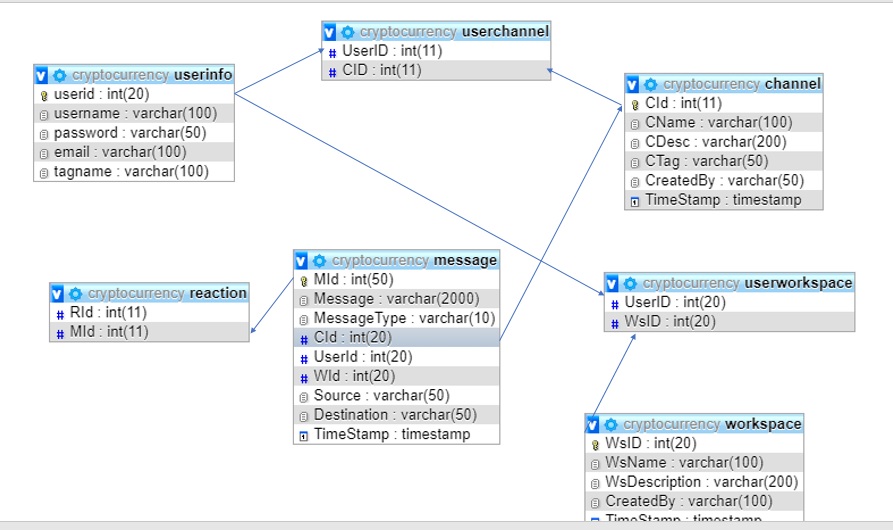 cryptocurrency userchannel
UserID : int(11)
CID : int(11)
cryptocurrency userinfo
userid : int(20)
username : varchar(100)
password : varchar(50)
email : varchar(100)
tagname : varchar(100)
cryptocurrency channel
CId : int(11)
CName : varchar(100)
CDesc : varchar(200)
CTag : varchar(50)
CreatedBy : varchar(50)
TimeStamp : timestamp
cryptocurrency message
MId : int(50)
Message : varchar(2000)
MessageType : varchar(10)
CId : int(20)
UserId : int(20)
WId : int(20)
Source : varchar(50)
Destination : varchar(50)
TimeStamp : timestamp
cryptocurrency reaction
RId : int(11)
MId : int(11)
cryptocurrency userworkspace
UserID : int(20)
WsID : int(20)
cryptocurrency workspace
WsID : int(20)
WsName : varchar(100)
WsDescription : varchar(200)
CreatedBy : varchar(100)
TimeStamp : timestamp